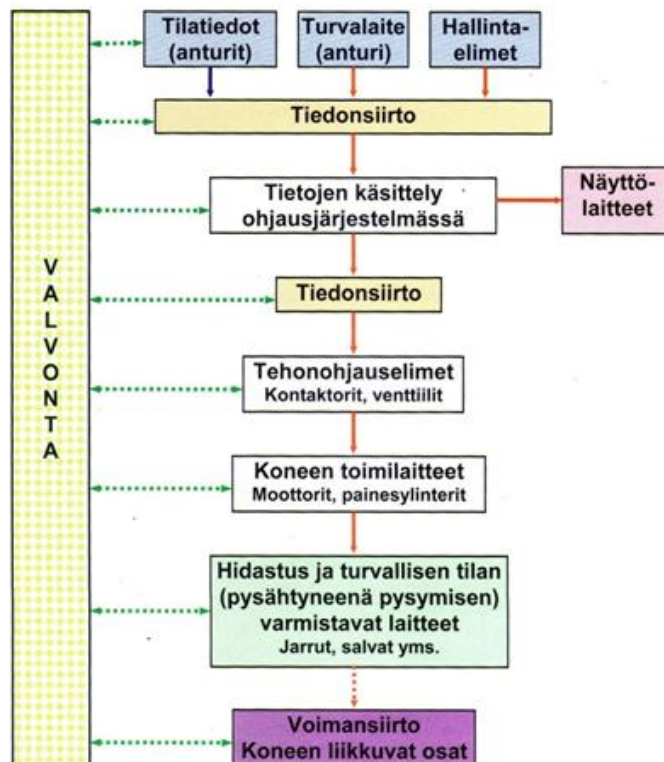 Tilatiedot
(anturit)
Turvalaite
(anturi)
Hallinta-
elimet
Tiedonsiirto
Tietojen käsittely
ohjausjärjestelmässä
Näyttö-
laitteet
VALVONTA
Tiedonsiirto
Tehonohjauselimet
Kontaktorit, venttiilit
Koneen toimilaitteet
Moottorit, painesylinterit
Hidastus ja turvallisen tilan
(pysähtyneenä pysymisen)
varmistavat laitteet
Jarrut, salvat yms.
Voimansiirto
Koneen liikkuvat osat